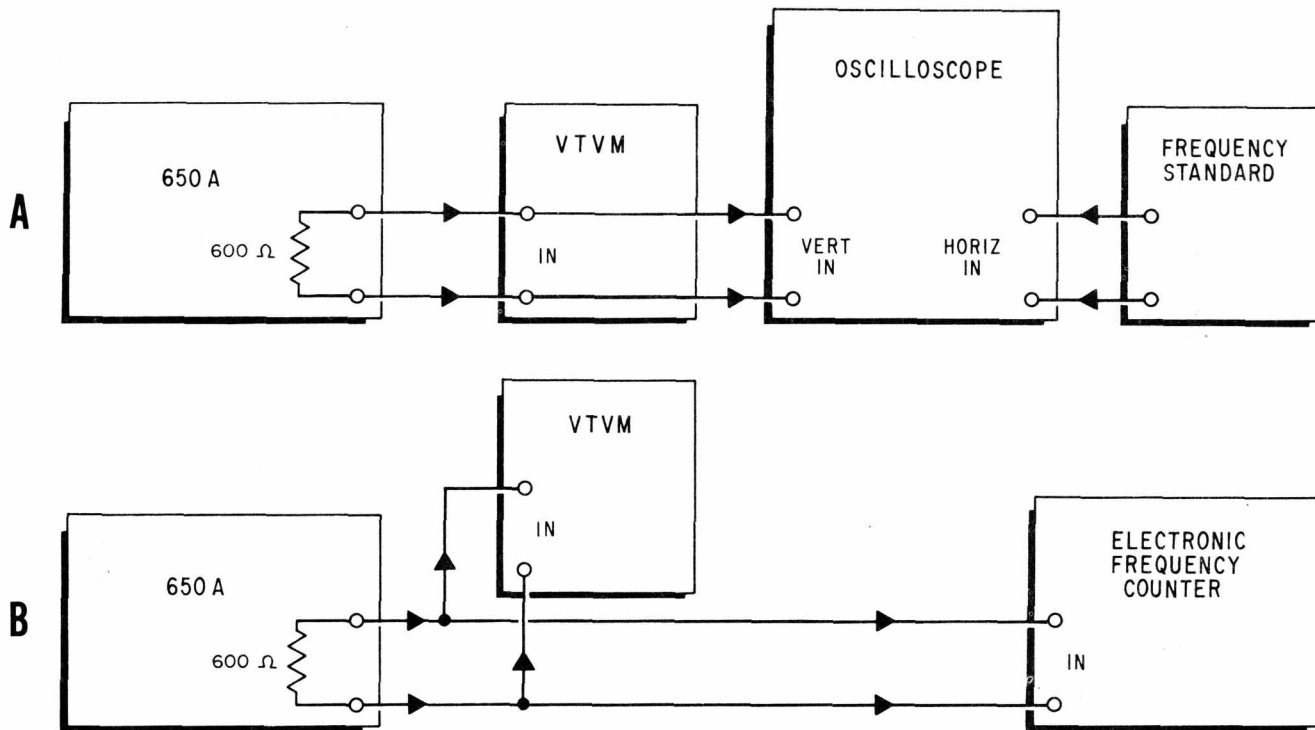 A
650 A
600 Ω
VTVM
IN
OSCILLOSCOPE
VERT
IN
HORIZ
IN
FREQUENCY
STANDARD
B
650 A
600 Ω
VTVM
IN
ELECTRONIC
FREQUENCY
COUNTER
IN